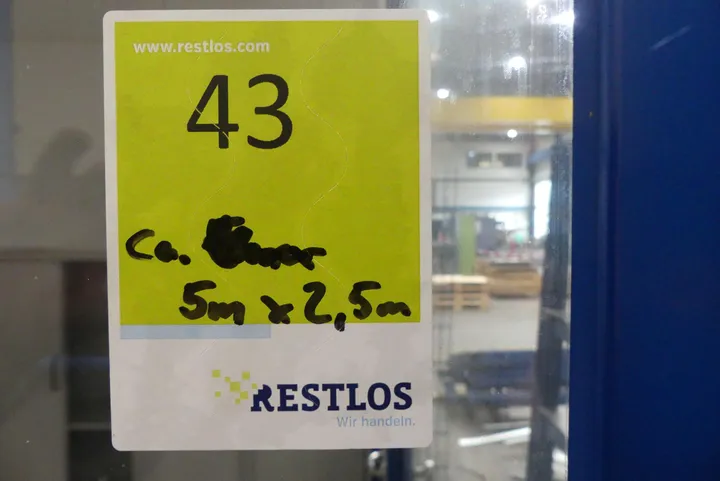 www.restlos.com
43
ca.
5m x 2,5m
RESTLOS
Wir handeln.